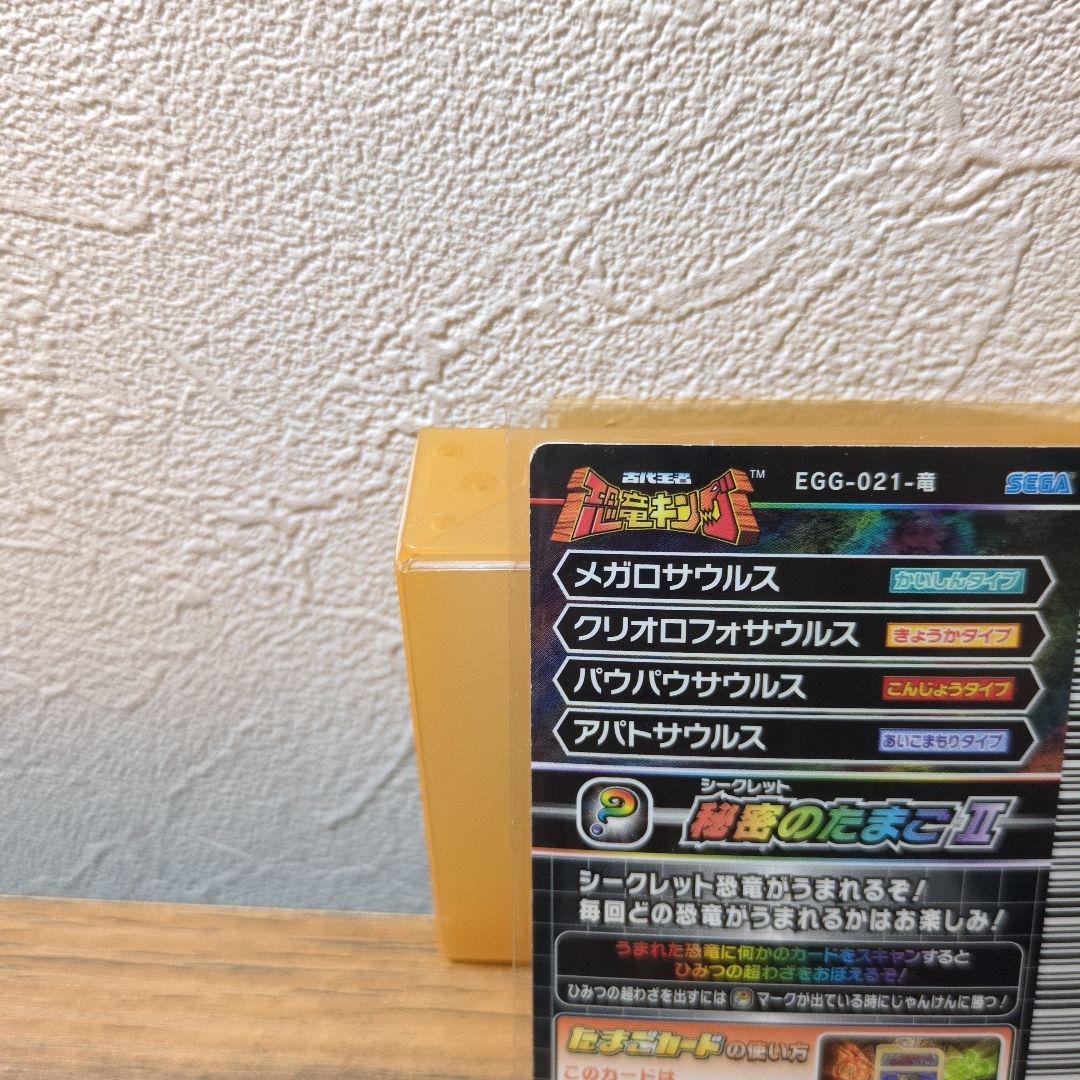 古代王者
恐竜キング™
EGG-021-竜
SEGA
メガロサウルス かいしんタイプ
クリオロフォサウルス きょうかタイプ
パウパウサウルス こんじょうタイプ
アパトサウルス あいこまもりタイプ
シークレット
秘密のたまごⅡ
シークレット恐竜がうまれるぞ!
毎回どの恐竜がうまれるかはお楽しみ!
うまれた恐竜に何かのカードをスキャンすると
ひみつの超わざをおぼえるぞ!
ひみつの超わざを出すには?マークが出ている時にじゃんけんに勝つ!
たまごカードの使い方
このカードは